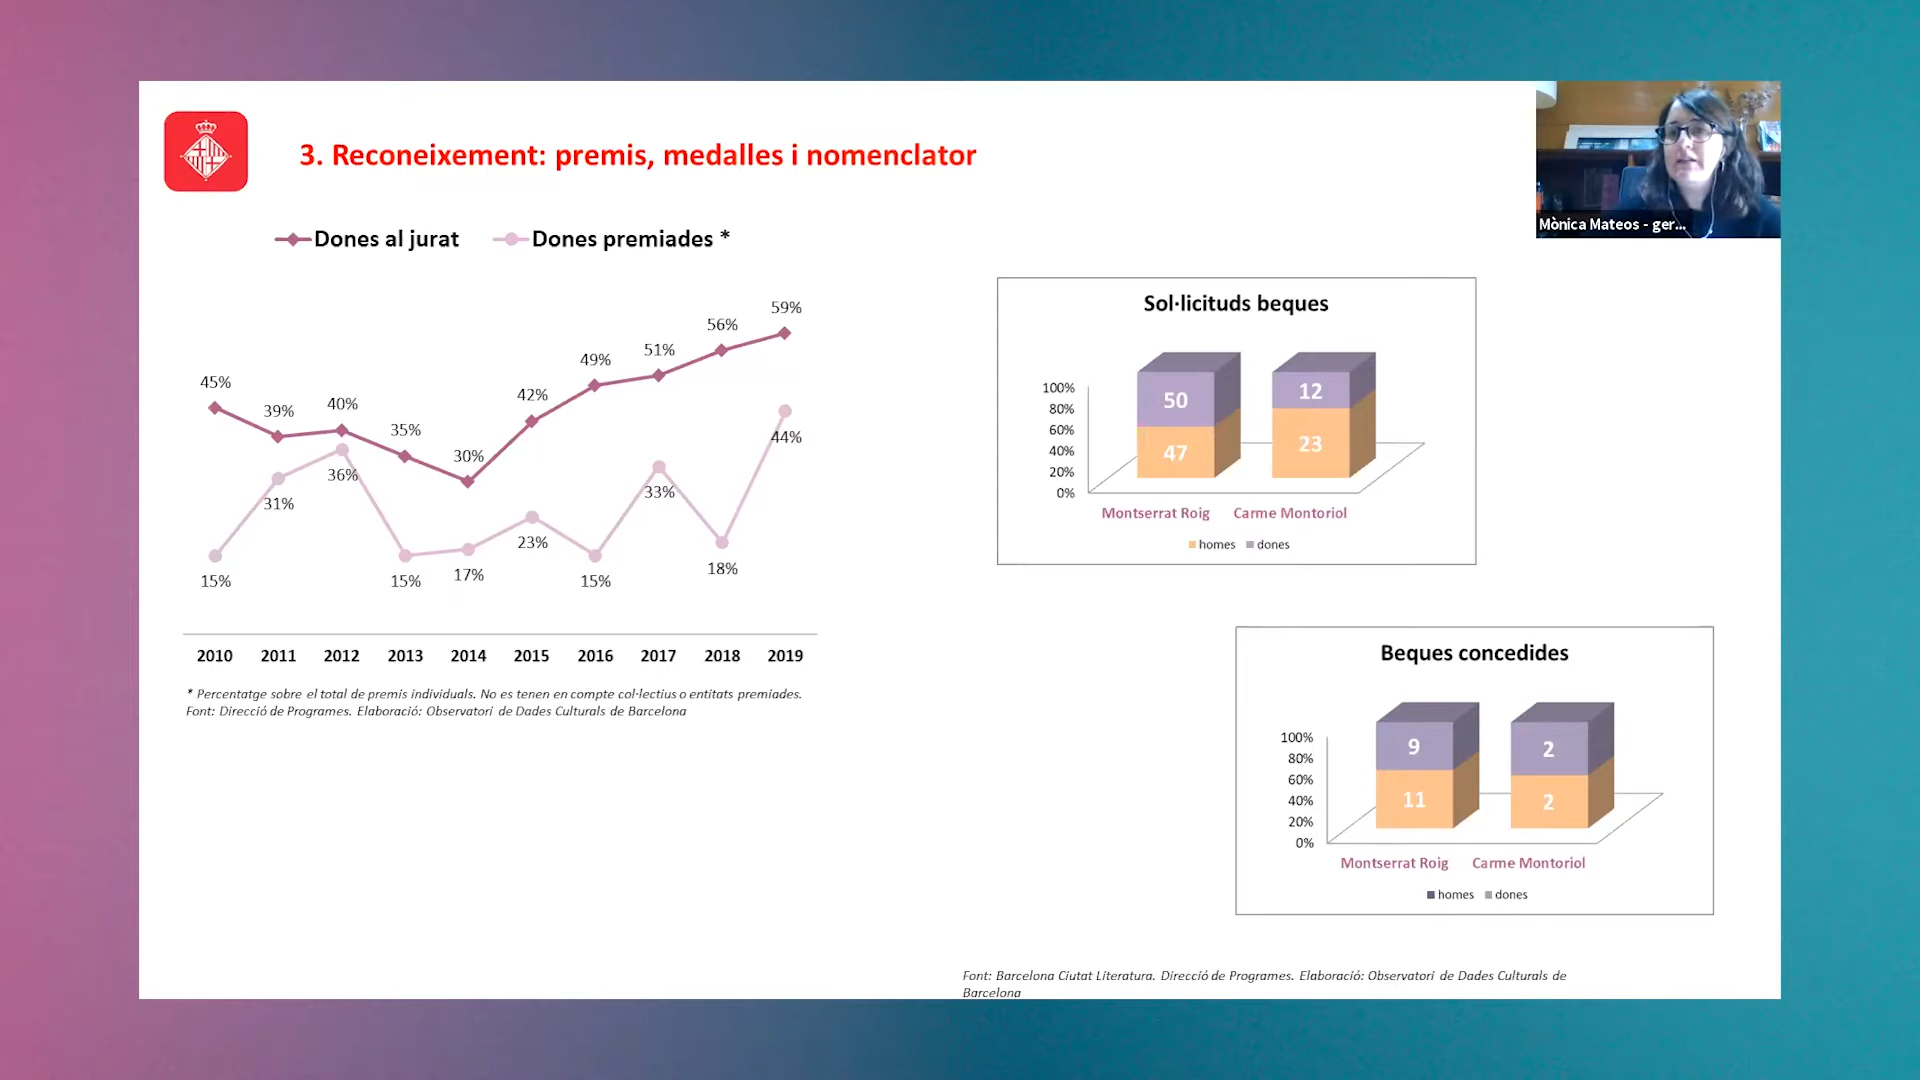 3. Reconeixement: premis, medalles i nomenclator
Mònica Mateos - ger...
Dones al jurat Dones premiades *
59%
56%
51%
49%
45%
42%
40%
39%
35%
30%
44%
36%
33%
31%
23%
18%
17%
15%
15%
15%
2010 2011 2012 2013 2014 2015 2016 2017 2018 2019
* Percentatge sobre el total de premis individuals. No es tenen en compte col·lectius o entitats premiades.
Font: Direcció de Programes. Elaboració: Observatori de Dades Culturals de Barcelona
Sol·licituds beques
100%
80%
60%
40%
20%
0%
50
12
47
23
Montserrat Roig Carme Montoriol
homes dones
Beques concedides
100%
80%
60%
40%
20%
0%
9
2
11
2
Montserrat Roig Carme Montoriol
homes dones
Font: Barcelona Ciutat Literatura. Direcció de Programes. Elaboració: Observatori de Dades Culturals de
Barcelona